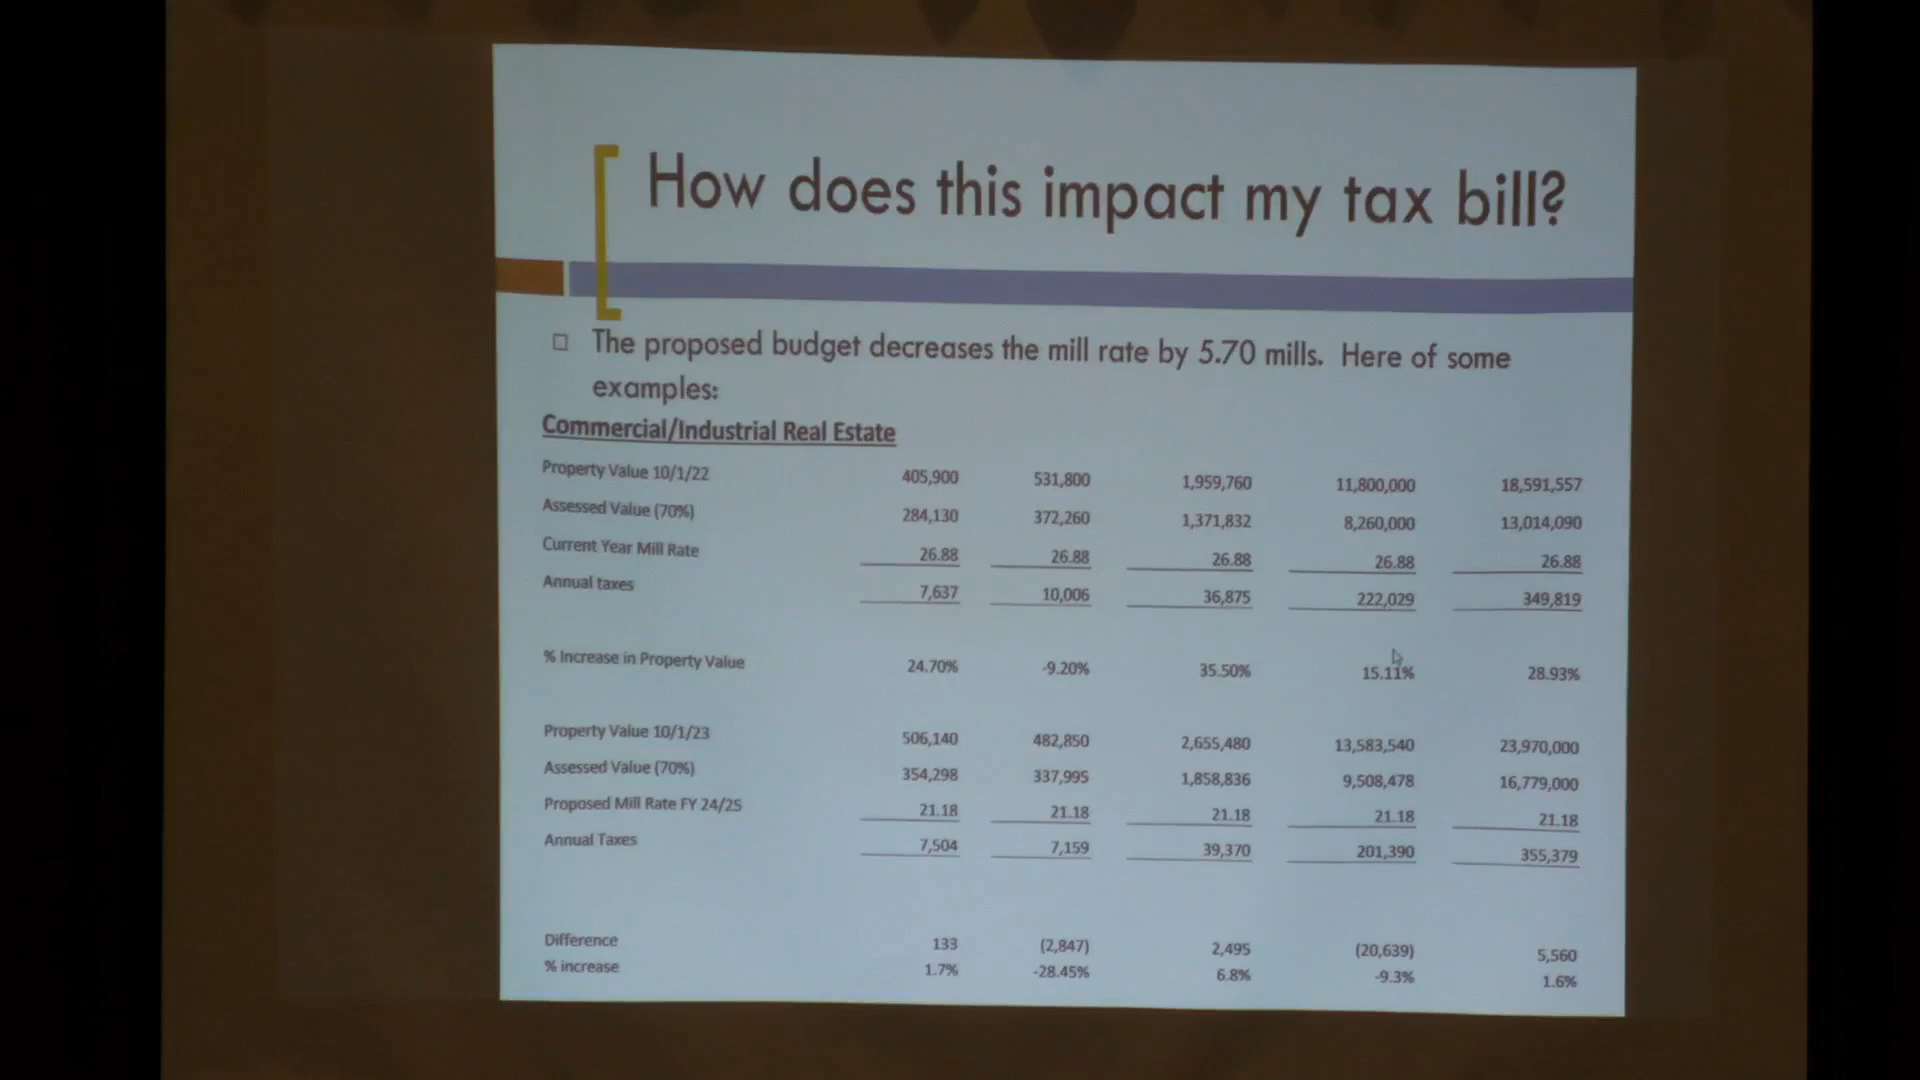 How does this impact my tax bill?
The proposed budget decreases the mill rate by 5.70 mills. Here of some
examples:
Commercial/Industrial Real Estate
Property Value 10/1/22 405,900 531,800 1,959,760 11,800,000 18,591,557
Assessed Value (70%) 284,130 372,260 1,371,832 8,260,000 13,014,090
Current Year Mill Rate 26.88 26.88 26.88 26.88 26.88
Annual taxes 7,637 10,006 36,875 222,029 349,819
% Increase in Property Value 24.70% -9.20% 35.50% 15.11% 28.93%
Property Value 10/1/23 506,140 482,850 2,655,480 13,583,540 23,970,000
Assessed Value (70%) 354,298 337,995 1,858,836 9,508,478 16,779,000
Proposed Mill Rate FY 24/25 21.18 21.18 21.18 21.18 21.18
Annual Taxes 7,504 7,159 39,370 201,390 355,379
Difference 133 (2,847) 2,495 (20,639) 5,560
% increase 1.7% -28.45% 6.8% -9.3% 1.6%